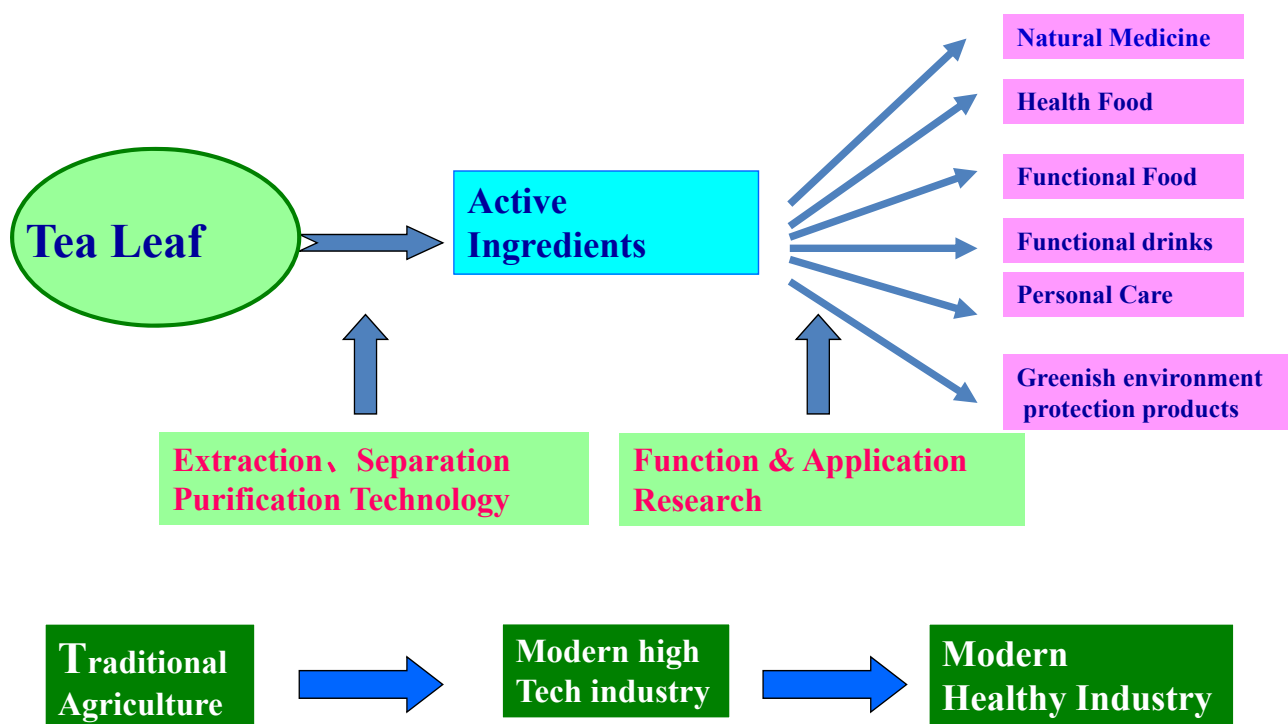 Natural Medicine
Health Food
Tea Leaf
Active
Ingredients
Functional Food
Functional drinks
Personal Care
Greenish environment
protection products
Extraction、Separation
Purification Technology
Function & Application
Research
Traditional
Agriculture
Modern high
Tech industry
Modern
Healthy Industry